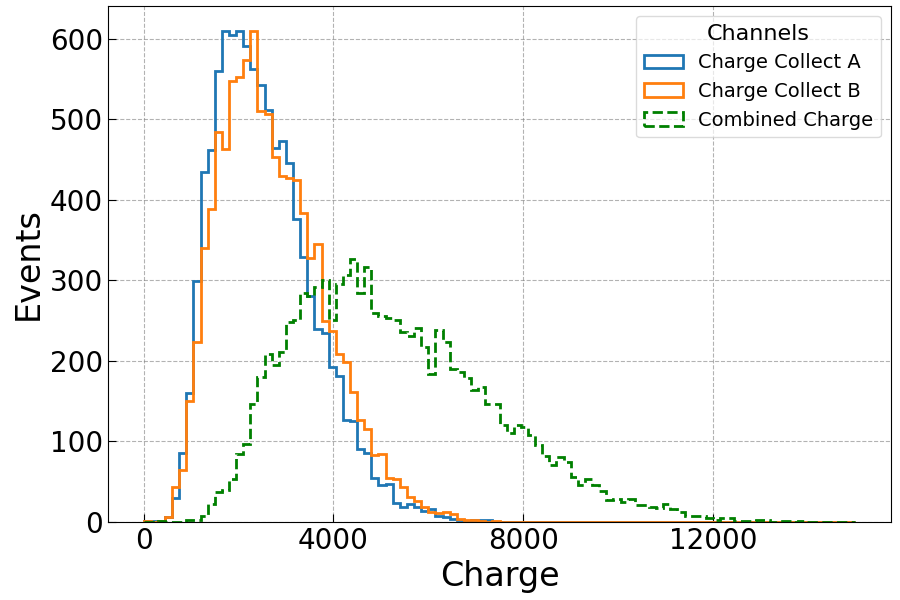 Channels
Charge Collect A
Charge Collect B
Combined Charge
Events
600
500
400
300
200
100
0
0 4000 8000 12000
Charge